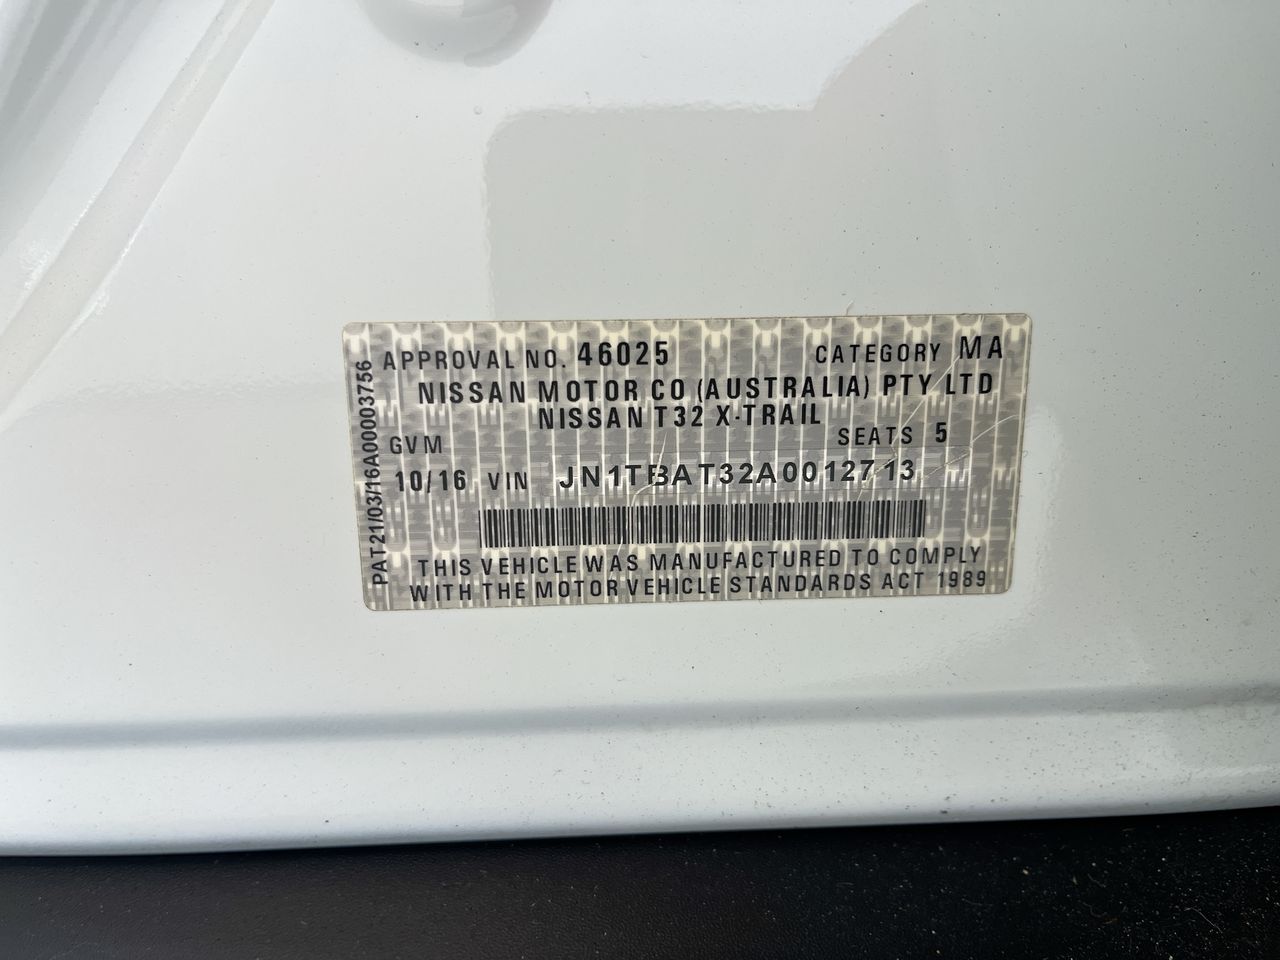 APPROVAL NO. 46025 CATEGORY MA
NISSAN MOTOR CO (AUSTRALIA) PTY LTD
NISSAN T32 X-TRAIL
GVM SEATS 5
10/16 VIN JN1TBAT32A0012713
THIS VEHICLE WAS MANUFACTURED TO COMPLY
WITH THE MOTOR VEHICLE STANDARDS ACT 1989
PAT21/03/16A00003756